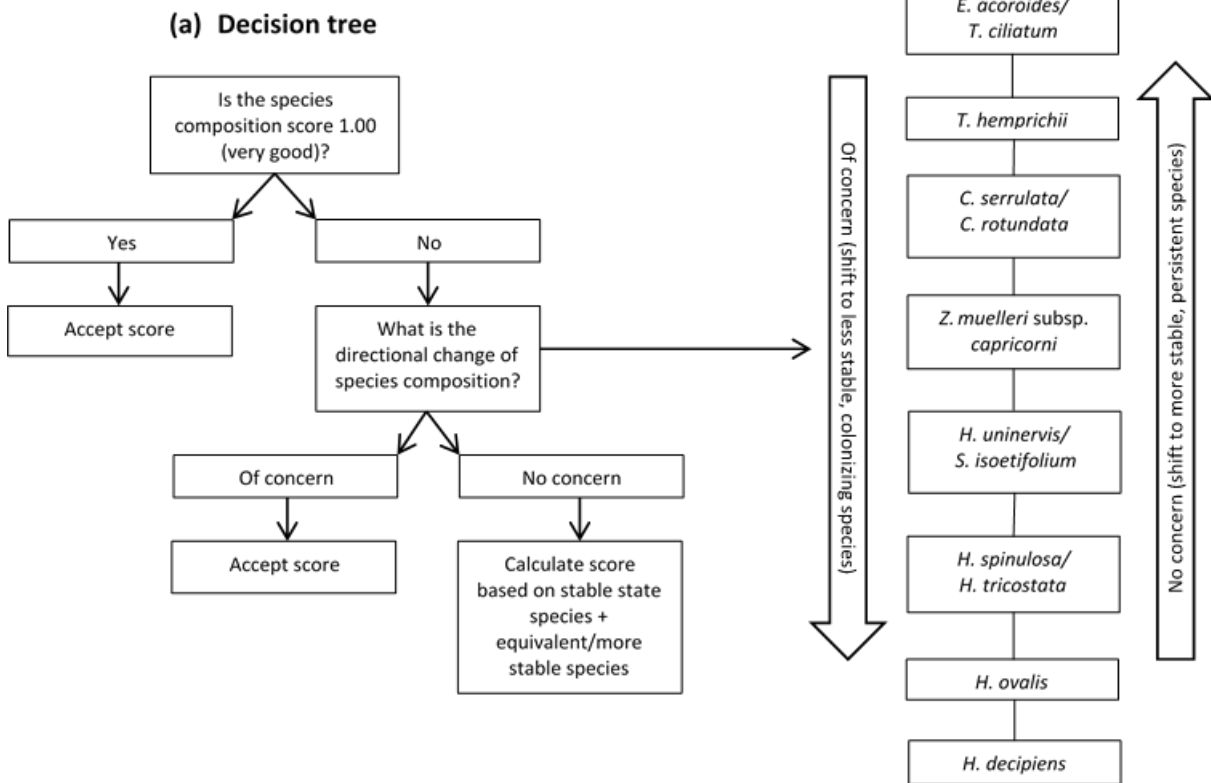 (a) Decision tree
Is the species
composition score 1.00
(very good)?
Yes
No
Accept score
What is the
directional change of
species composition?
Of concern
No concern
Accept score
Calculate score
based on stable state
species +
equivalent/more
stable species
Of concern (shift to less stable, colonizing species)
E. acoroides/
T. ciliatum
T. hemprichii
C. serrulata/
C. rotundata
Z. muelleri subsp.
capricorni
H. uninervis/
S. isoetifolium
H. spinulosa/
H. tricostata
H. ovalis
H. decipiens
No concern (shift to more stable, persistent species)